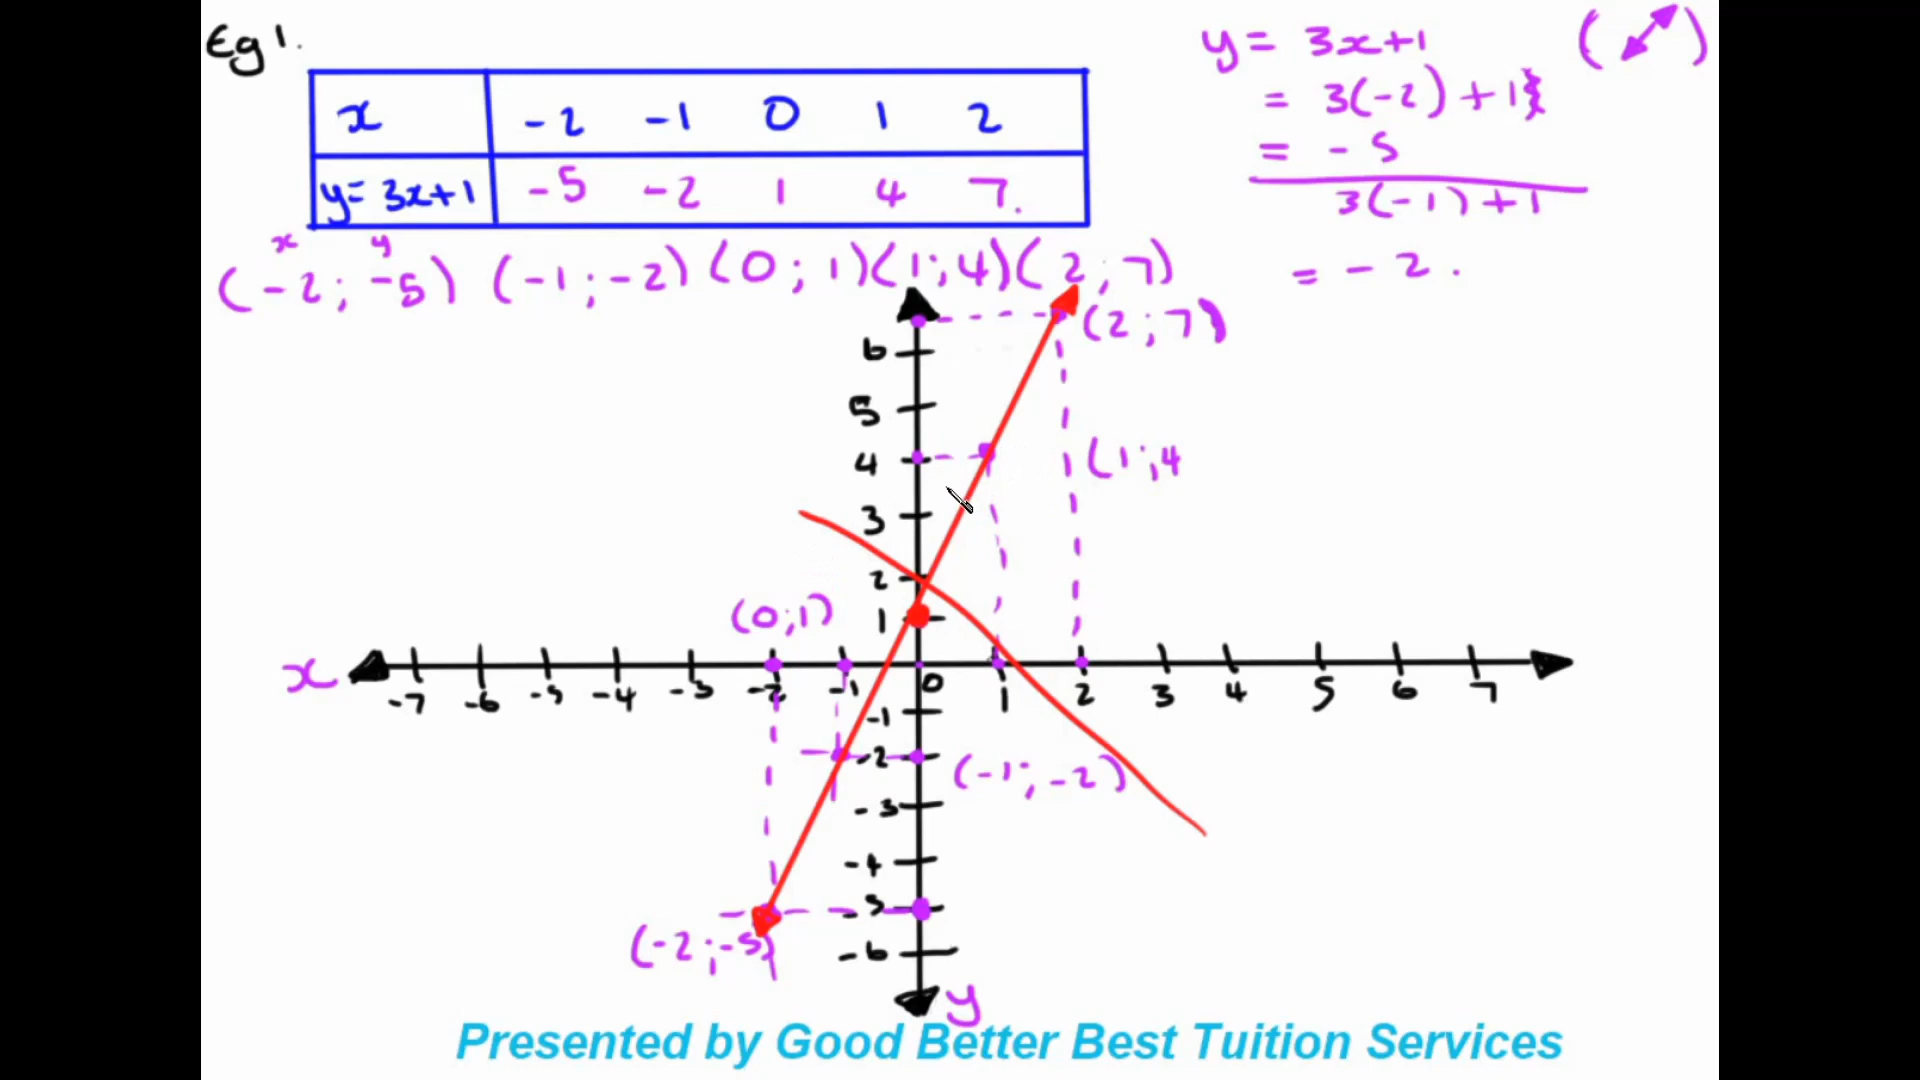 Eg 1.
x -2 -1 0 1 2
y= 3x+1 -5 -2 1 4 7.
x y
(-2; -5) (-1; -2) (0; 1) (1; 4) (2; 7)
y = 3x+1
= 3(-2) + 1
= -5
3(-1) + 1
= -2.
(2; 7)
6
5
4
(1; 4
3
2
(0; 1)
1
x
-7 -6 -5 -4 -3 -2 -1 0 1 2 3 4 5 6 7
-1
-2
(-1; -2)
-3
-4
-5
(-2; -5)
-6
y
Presented by Good Better Best Tuition Services